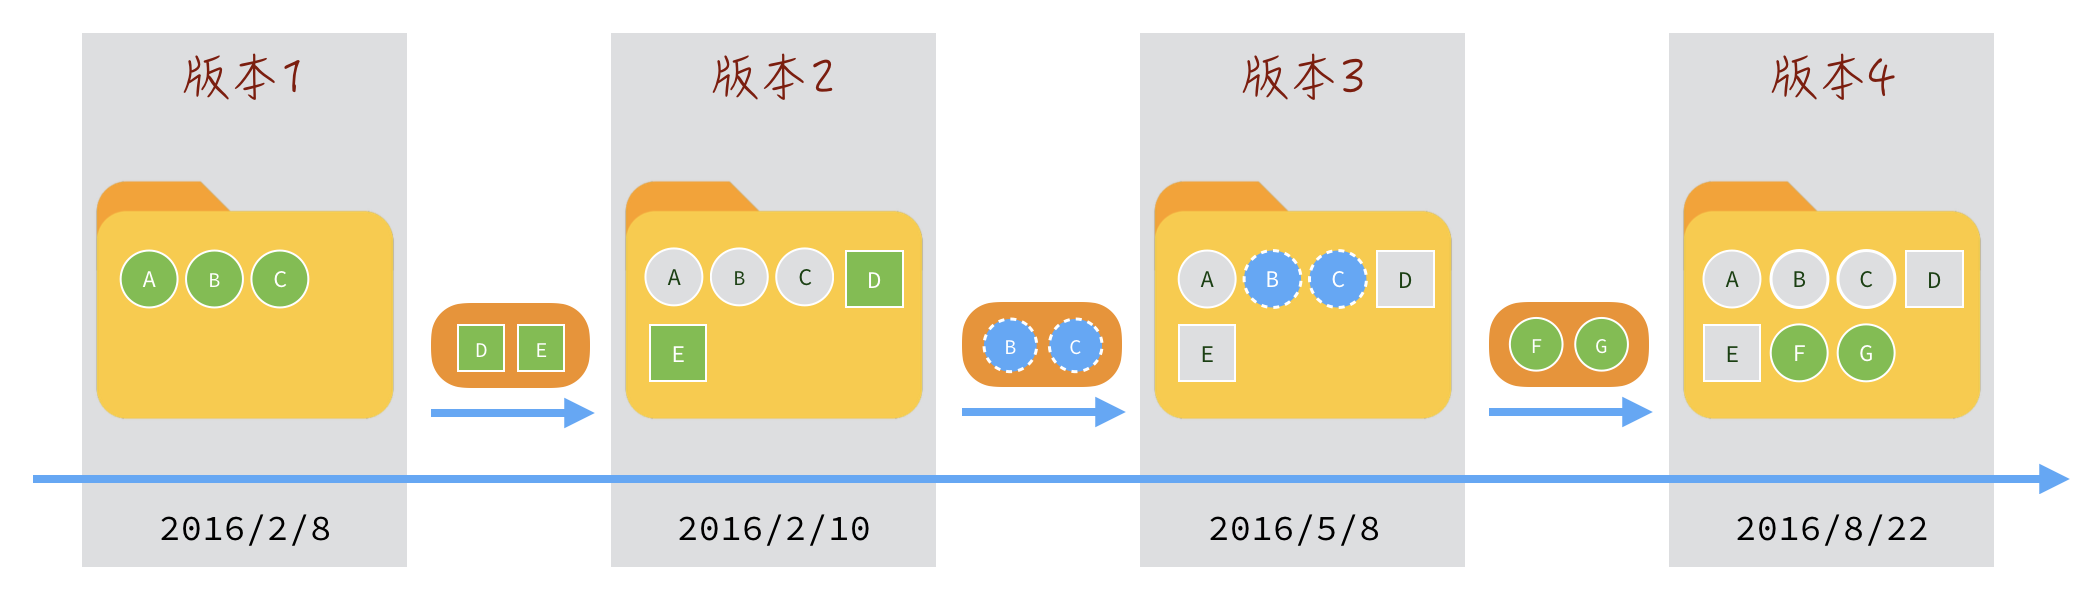 版本1
版本2
版本3
版本4
A B C
A B C D
A B C D
A B C D
D E
B C
F G
E
E
E F G
2016/2/8
2016/2/10
2016/5/8
2016/8/22